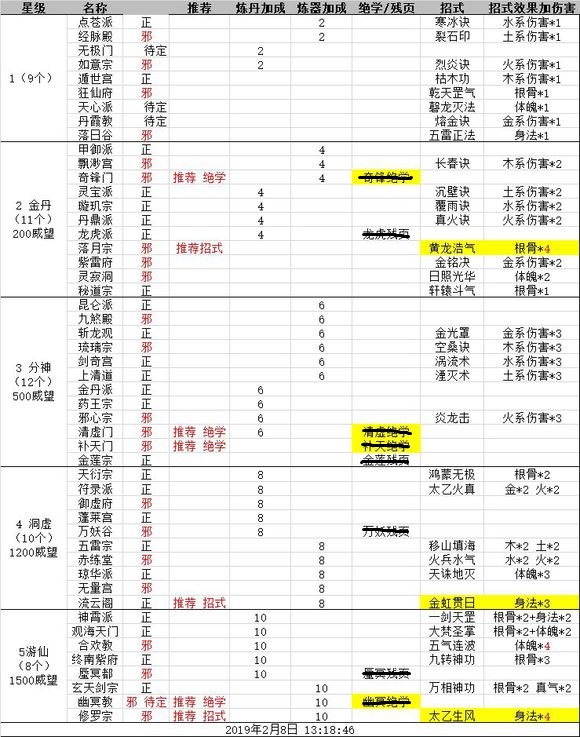 星级 名称 推荐 炼丹加成 炼器加成 绝学/残页 招式 招式效果加伤害
点苍派 正 2 寒冰诀 水系伤害*1
经脉殿 邪 2 裂石印 土系伤害*1
无极门 待定 2
如意宗 邪 2 烈炎诀 火系伤害*1
1（9个） 遁世宫 正 枯木功 木系伤害*1
狂仙府 邪 乾天罡气 根骨*1
天心派 待定 磬龙灭法 体魄*1
丹霞教 待定 熔金诀 金系伤害*1
落日谷 邪 五雷正法 身法*1
甲御派 正 4
飘渺宫 邪 4 长春诀 木系伤害*2
奇锋门 邪 推荐 绝学 4 奇锋绝学
灵宝派 正 4 沉壁诀 土系伤害*2
2 金丹 璇玑宗 正 4 覆雨诀 水系伤害*2
（11个） 丹鼎派 正 4 真火诀 火系伤害*2
200威望 龙虎派 正 4 龙虎残页
落月宗 邪 推荐招式 黄龙浩气 根骨*4
紫雷府 邪 金铭决 金系伤害*2
灵寂洞 邪 日照光华 体魄*2
秘道宗 正 轩辕斗气 根骨*1
昆仑派 正 6
九煞殿 邪 6
斩龙观 正 6 金光罩 金系伤害*3
琉璃宗 邪 6 空桑诀 木系伤害*3
3 分神 剑奇宫 正 6 涡流术 水系伤害*3
（12个） 上清道 正 6 湮灭术 土系伤害*3
500威望 金丹派 正 6
药王宗 正 6
邪心宗 邪 6 炎龙击 火系伤害*3
清虚门 邪 推荐 绝学 6 清虚绝学
补天门 邪 推荐 绝学 补天绝学
金莲宗 正 金莲残页
天衍宗 正 8 鸿蒙无极 根骨*2
符录派 正 8 太乙火真 金*2 火*2
御虚府 邪 8
4 洞虚 蓬莱宫 正 8
（10个） 万妖谷 邪 8 万妖残页
1200威望 五雷宗 正 8 移山填海 木*2 土*2
赤练堂 邪 8 火兵水气 水*2 火*2
琼华派 正 8 天诛地灭 体魄*3
无量宫 邪 8
流云阁 正 推荐 招式 8 金虹贯日 身法*3
神霄派 正 10 一剑天罡 根骨*2+身法*2
观海天门 正 10 大梵圣掌 根骨*2+体魄*2
合欢教 邪 10 五气连波 体魄*4
5游仙 终南紫府 正 10 九转神功 根骨*3
（8个） 蜃冥都 邪 10 蜃冥残页
1500威望 玄天剑宗 正 10 万相神功 根骨*2 真气*2
幽冥教 邪 待定 推荐 绝学 10 幽冥绝学
修罗宗 邪 推荐 招式 10 太乙生风 身法*4
2019年2月8日 13:18:46